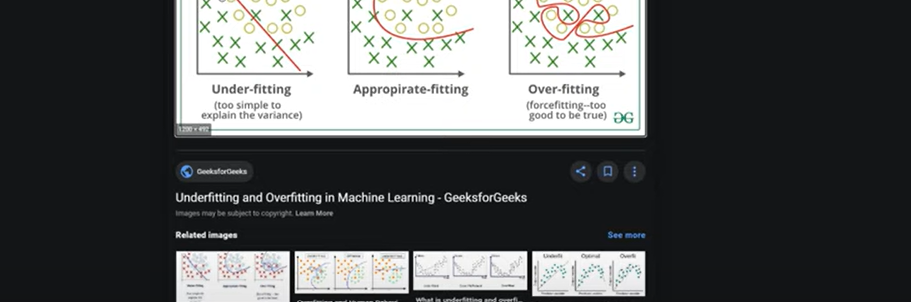 Under-fitting
(too simple to
explain the variance)
Appropirate-fitting
Over-fitting
(forcefitting--too
good to be true)
1200 × 492
GeeksforGeeks
Underfitting and Overfitting in Machine Learning - GeeksforGeeks
Images may be subject to copyright. Learn More
Related images
See more
Underfit
Optimal
Overfit
What is underfitting and overfi...